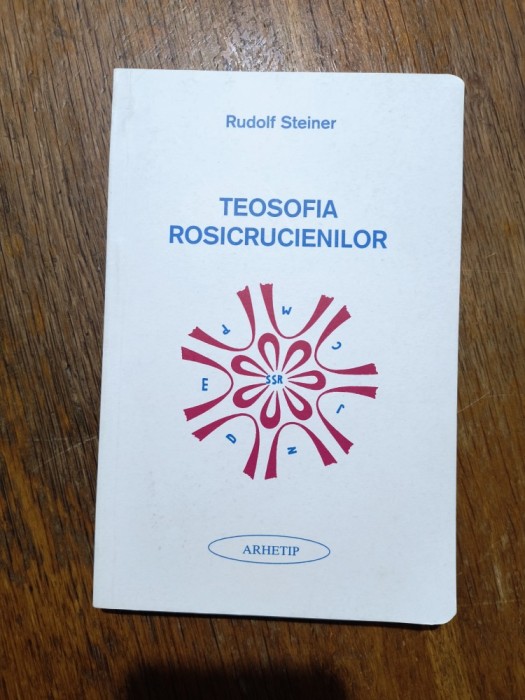 Rudolf Steiner
TEOSOFIA
ROSICRUCIENILOR
M
C
J
N
D
E
P
SSR
ARHETIP